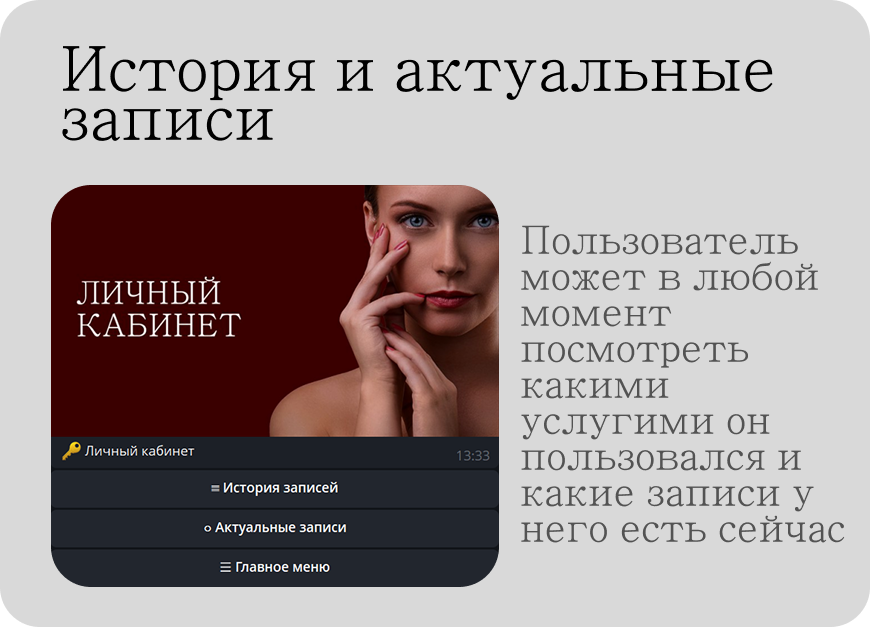 История и актуальные
записи
ЛИЧНЫЙ
КАБИНЕТ
🔑 Личный кабинет
13:33
≡ История записей
○ Актуальные записи
☰ Главное меню
Пользователь
может в любой
момент
посмотреть
какими
услугими он
пользовался и
какие записи у
него есть сейчас